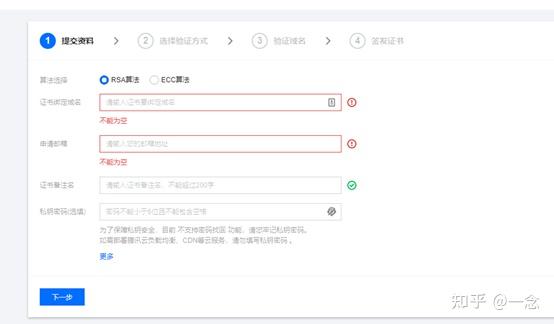 1 提交资料 > 2 选择验证方式 > 3 验证域名 > 4 签发证书
算法选择 RSA算法 ECC算法
证书绑定域名 请输入证书要绑定域名
不能为空
申请邮箱 请输入您的邮箱地址
不能为空
证书备注名 请输入证书备注名，不能超过200字
私钥密码(选填) 密码不能小于6位且不能包含空格
为了保障私钥安全，目前 不支持密码找回 功能，请您牢记私钥密码。
如需部署腾讯云负载均衡、CDN等云服务，请勿填写私钥密码 。
更多
下一步
知乎 @一念